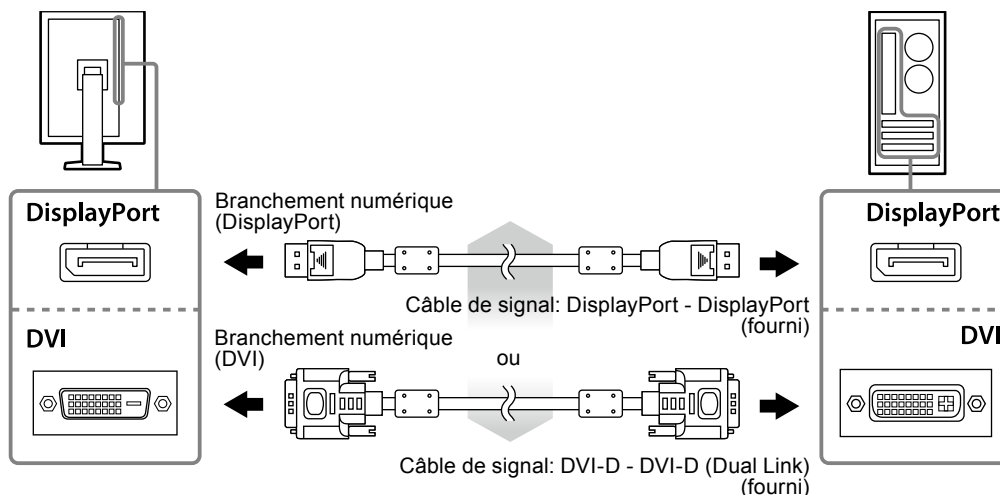 DisplayPort
Branchement numérique
(DisplayPort)
DisplayPort
Câble de signal: DisplayPort - DisplayPort
(fourni)
DVI
Branchement numérique
(DVI)
ou
DVI
Câble de signal: DVI-D - DVI-D (Dual Link)
(fourni)